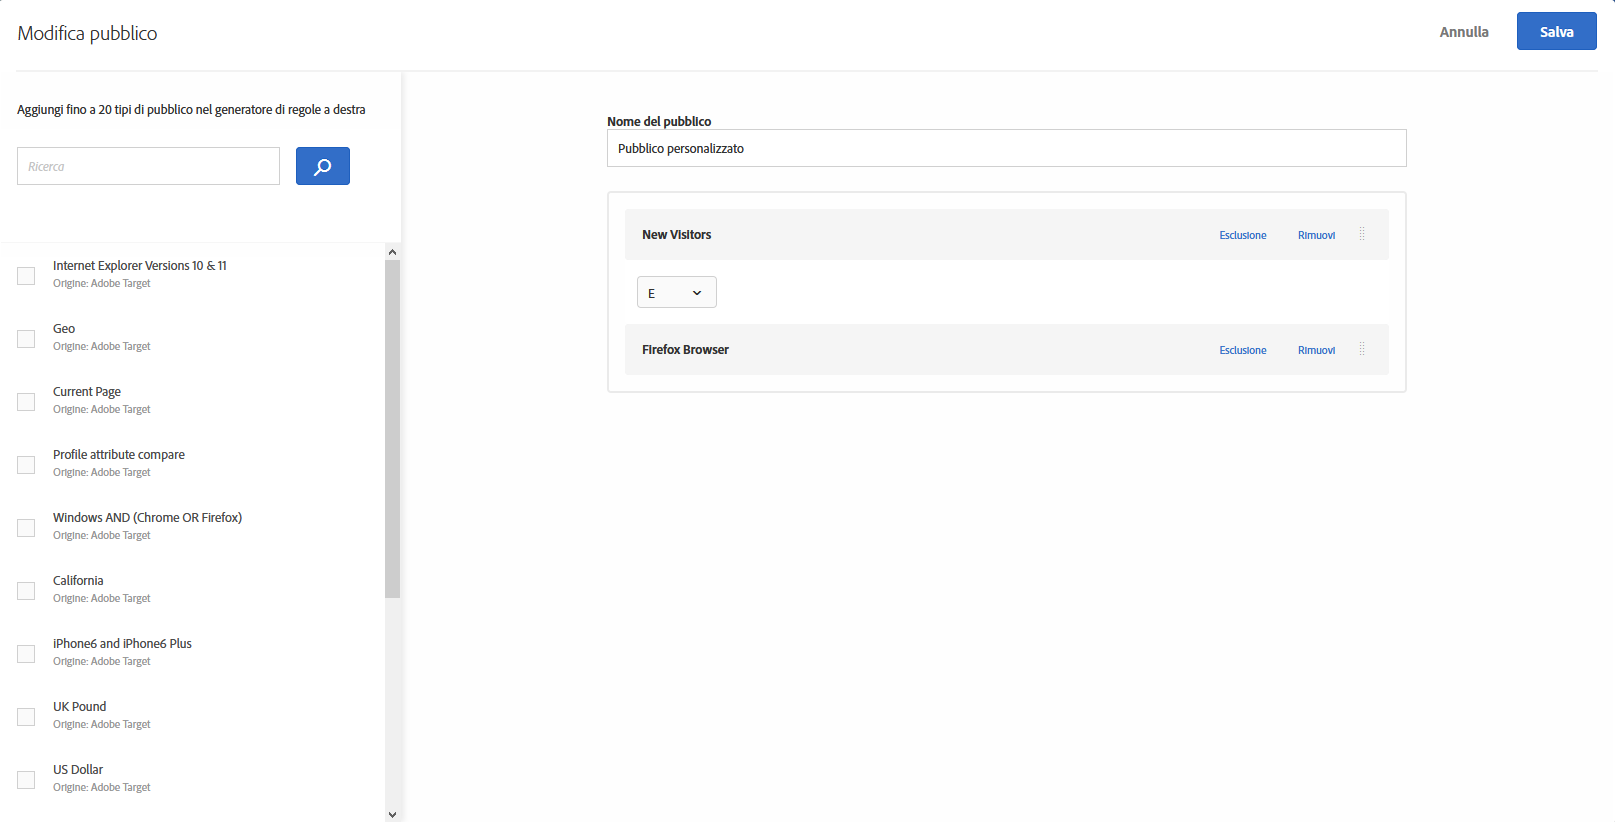 Modifica pubblico
Annulla
Salva
Aggiungi fino a 20 tipi di pubblico nel generatore di regole a destra
Ricerca
Internet Explorer Versions 10 & 11
Origine: Adobe Target
Geo
Origine: Adobe Target
Current Page
Origine: Adobe Target
Profile attribute compare
Origine: Adobe Target
Windows AND (Chrome OR Firefox)
Origine: Adobe Target
California
Origine: Adobe Target
iPhone6 and iPhone6 Plus
Origine: Adobe Target
UK Pound
Origine: Adobe Target
US Dollar
Origine: Adobe Target
Nome del pubblico
Pubblico personalizzato
New Visitors
Esclusione
Rimuovi
E
Firefox Browser
Esclusione
Rimuovi